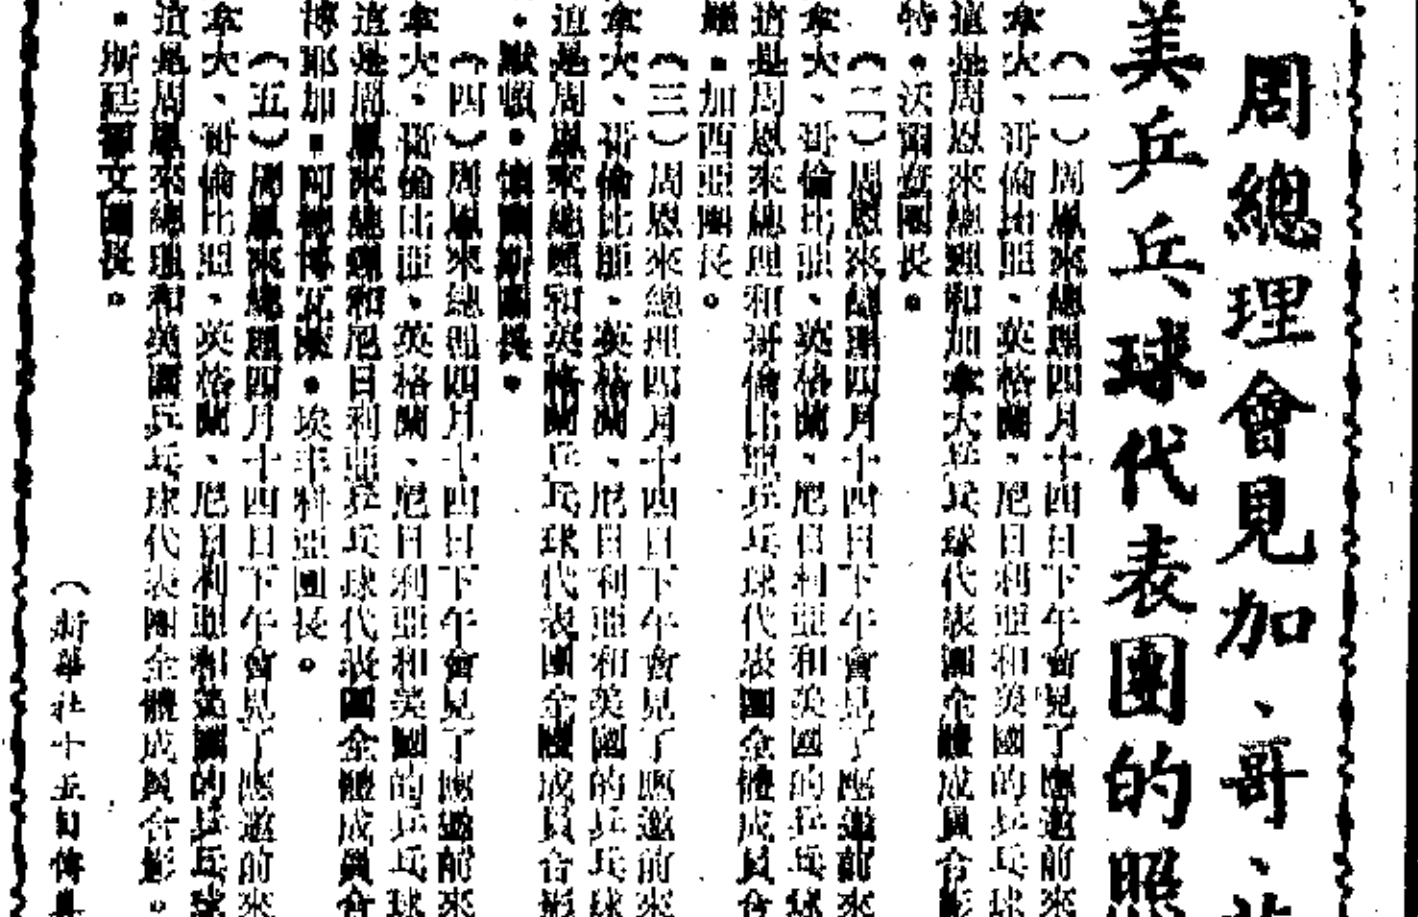 周總理會見加、哥、
美乒乓球代表團的照
(一)周恩來總理四月十四日下午會見了應邀前來
拿大、哥倫比亞、英格蘭、尼日利亞和美國的乒乓球
這是周恩來總理和加拿大乒乓球代表團全體成員合影
特·沃爾登團長。
(二)周恩來總理四月十四日下午會見了應邀前來
拿大、哥倫比亞、英格蘭、尼日利亞和美國的乒乓球
這是周恩來總理和哥倫比亞乒乓球代表團全體成員合
·加西亞團長。
(三)周恩來總理四月十四日下午會見了應邀前來
拿大、哥倫比亞、英格蘭、尼日利亞和美國的乒乓球
這是周恩來總理和英格蘭乒乓球代表團全體成員合影
·默頓·懷爾斯團長。
(四)周恩來總理四月十四日下午會見了應邀前來
拿大、哥倫比亞、英格蘭、尼日利亞和美國的乒乓球
這是周恩來總理和尼日利亞乒乓球代表團全體成員合
博耶加·阿德博瓦·埃非科亞團長。
(五)周恩來總理四月十四日下午會見了應邀前來
拿大、哥倫比亞、英格蘭、尼日利亞和美國的乒乓球
這是周恩來總理和美國乒乓球代表團全體成員合影。
·斯廷霍文團長。
(新華社十五日傳真